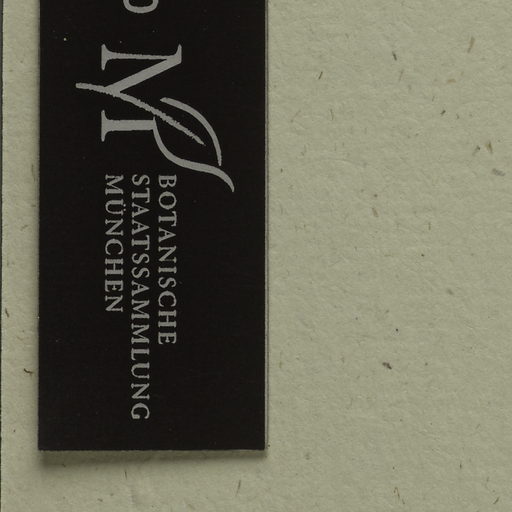 M
BOTANISCHE
STAATSSAMMLUNG
MÜNCHEN